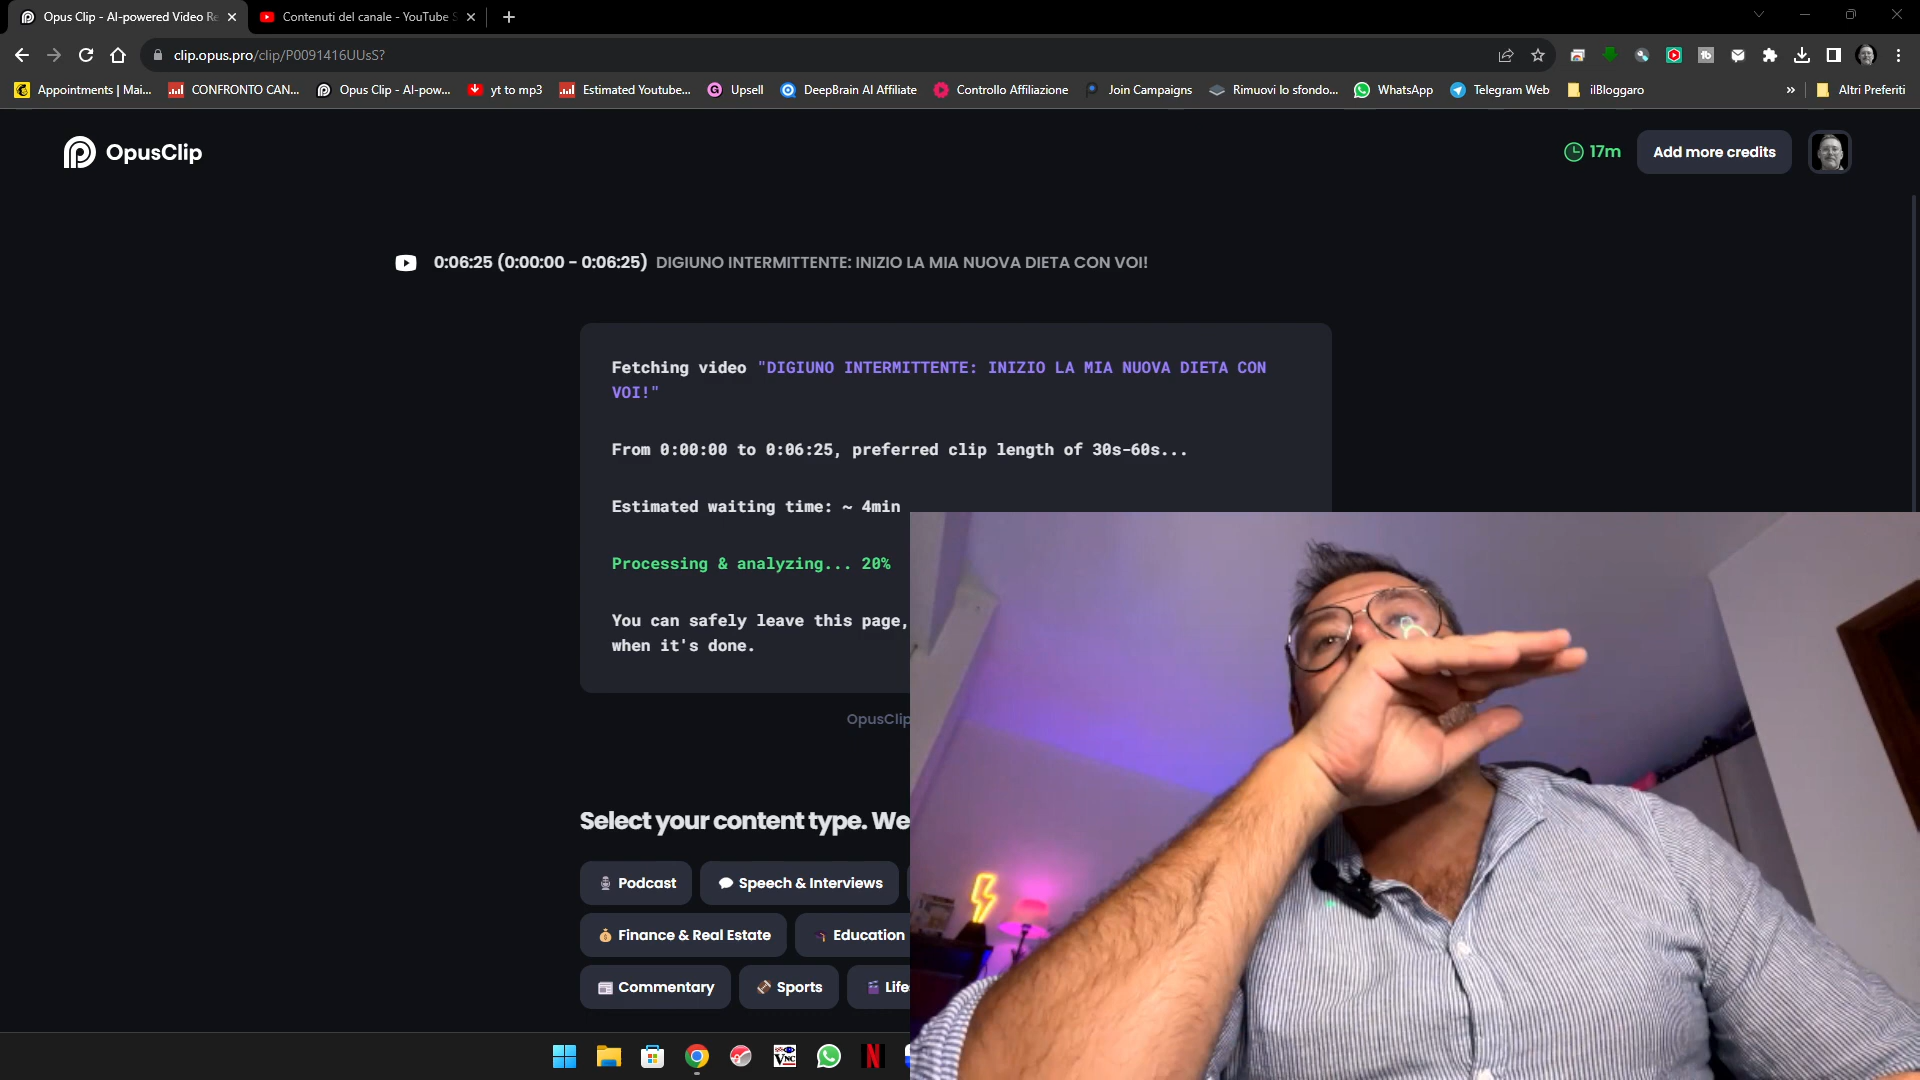 Opus Clip - AI-powered Video Re
Contenuti del canale - YouTube S
clip.opus.pro/clip/P0091416UUsS?
Appointments | Mai...
CONFRONTO CAN...
Opus Clip - AI-pow...
yt to mp3
Estimated Youtube...
Upsell
DeepBrain AI Affiliate
Controllo Affiliazione
Join Campaigns
Rimuovi lo sfondo...
WhatsApp
Telegram Web
ilBloggaro
»
Altri Preferiti
OpusClip
17m
Add more credits
0:06:25 (0:00:00 - 0:06:25) DIGIUNO INTERMITTENTE: INIZIO LA MIA NUOVA DIETA CON VOI!
Fetching video "DIGIUNO INTERMITTENTE: INIZIO LA MIA NUOVA DIETA CON
VOI!"
From 0:00:00 to 0:06:25, preferred clip length of 30s-60s...
Estimated waiting time: ~ 4min
Processing & analyzing... 20%
You can safely leave this page,
when it's done.
OpusClip
Select your content type. We
Podcast
Speech & Interviews
Finance & Real Estate
Education
Commentary
Sports
Life
VNC
N